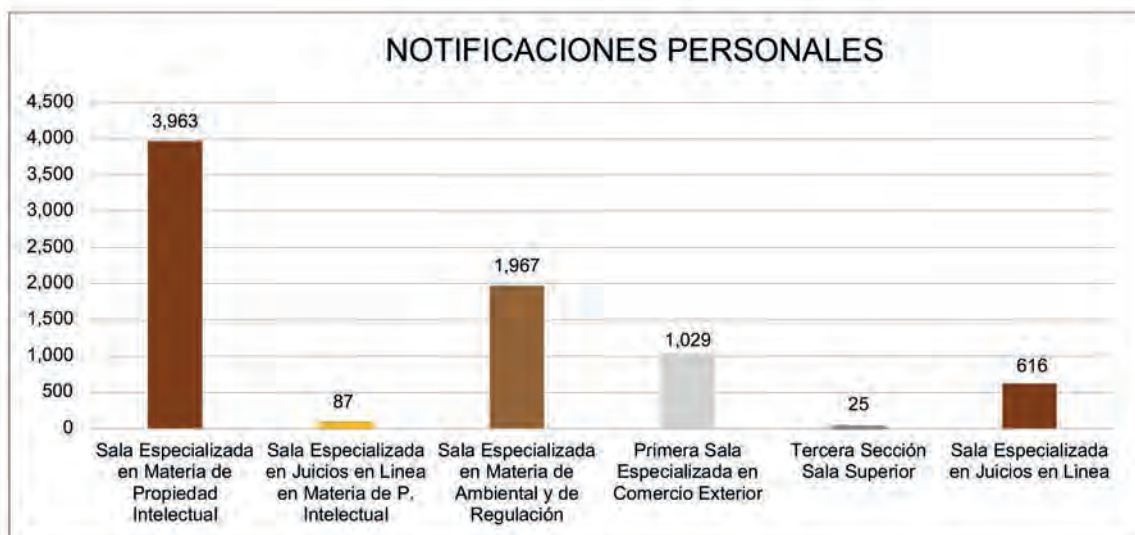 NOTIFICACIONES PERSONALES
4,500
4,000
3,500
3,000
2,500
2,000
1,500
1,000
500
0
3,963
87
1,967
1,029
25
616
Sala Especializada
en Materia de
Propiedad
Intelectual
Sala Especializada
en Juicios en Linea
en Materia de P.
Intelectual
Sala Especializada
en Materia de
Ambiental y de
Regulación
Primera Sala
Especializada en
Comercio Exterior
Tercera Sección
Sala Superior
Sala Especializada
en Juicios en Linea